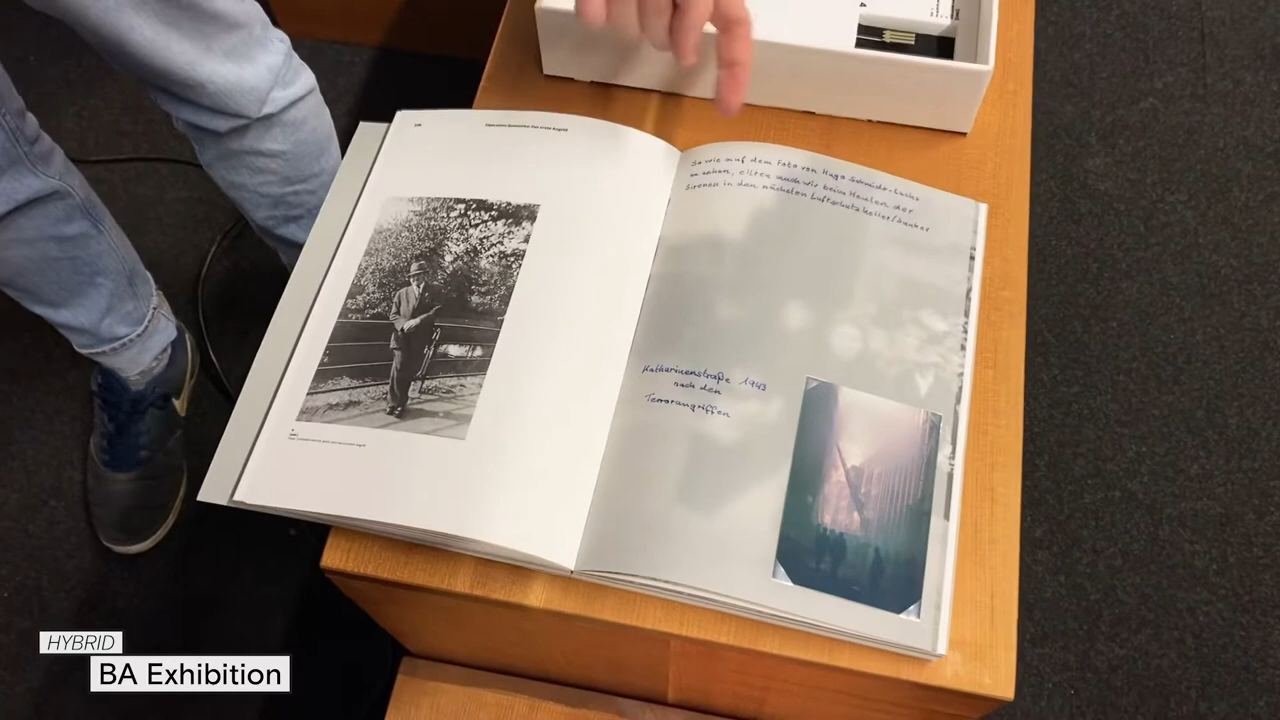 So wie auf dem Foto von Hugo Schmidt-Luchs
zu sehen, eilten auch wir beim Heulen der
Sirenen in den nächsten Luftschutzkeller/bunker
Katharinenstraße 1943
nach den
Terrorangriffen
HYBRID
BA Exhibition